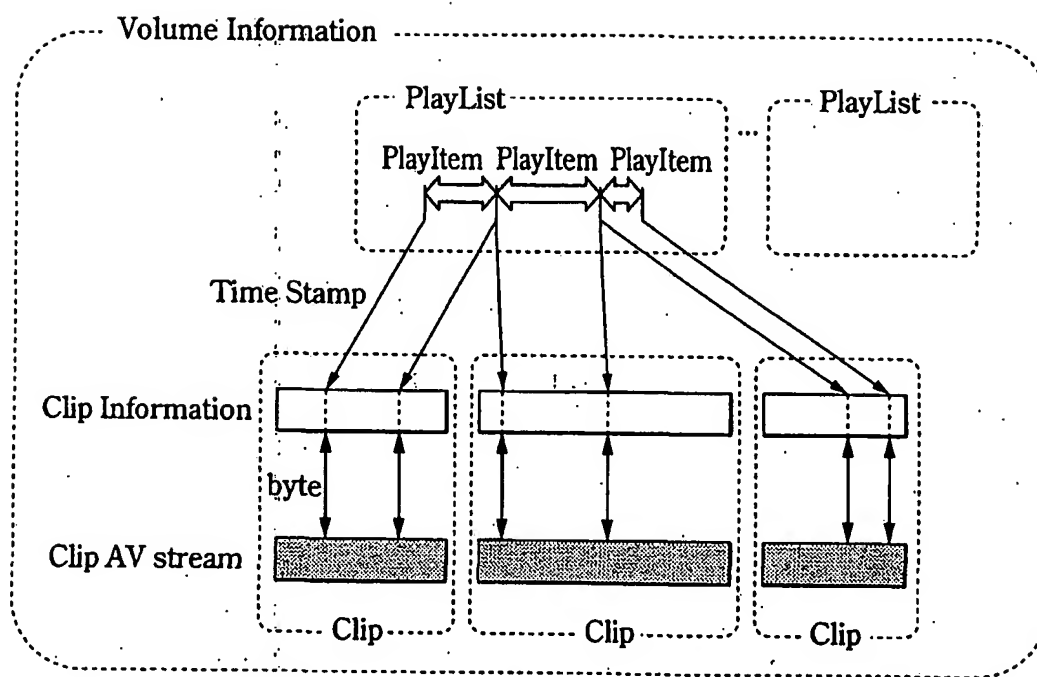 Volume Information
PlayList
PlayList
...
PlayItem PlayItem PlayItem
Time Stamp
Clip Information
byte
Clip AV stream
Clip
Clip
Clip